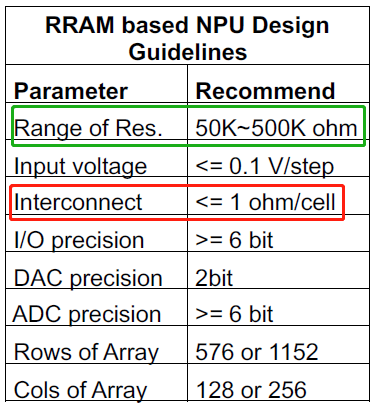 RRAM based NPU Design
Guidelines
Parameter Recommend
Range of Res. 50K~500K ohm
Input voltage <= 0.1 V/step
Interconnect <= 1 ohm/cell
I/O precision >= 6 bit
DAC precision 2bit
ADC precision >= 6 bit
Rows of Array 576 or 1152
Cols of Array 128 or 256